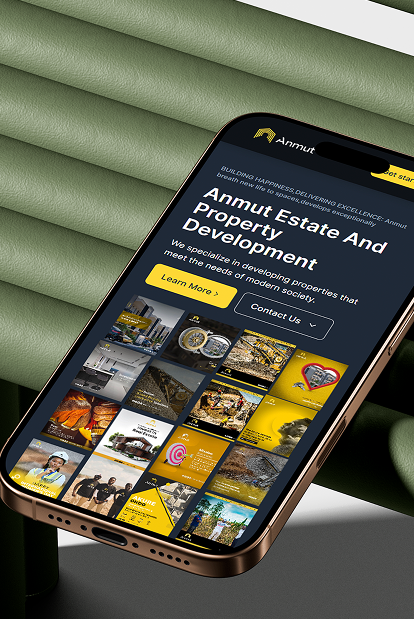 Anmut
Get star
BUILDING HAPPINESS,DELIVERING EXCELLENCE: Anmut
breath new life to spaces,develops exceptionally
Anmut Estate And
Property
Development
We specialize in developing properties that
meet the needs of modern society.
Learn More >
Contact Us